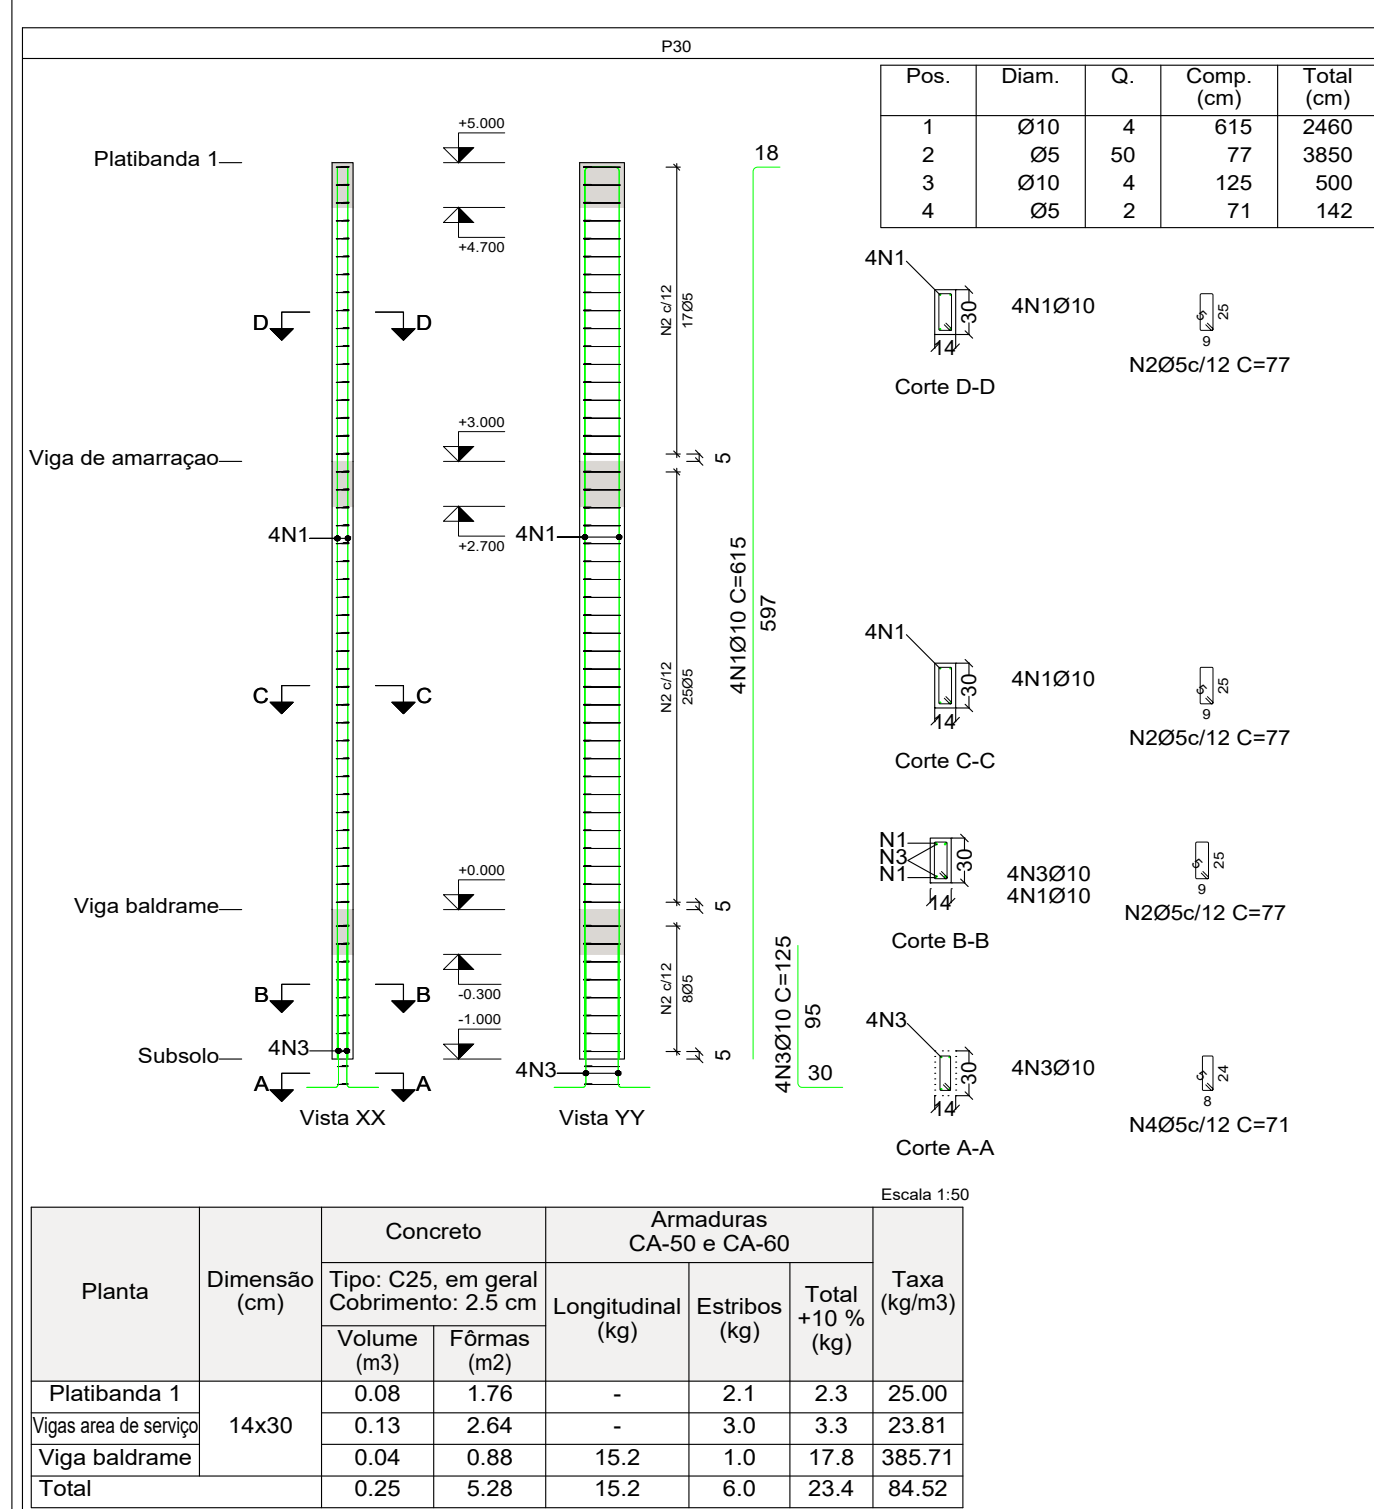 P30
Pos. Diam. Q. Comp. (cm) Total (cm)
1 Ø10 4 615 2460
2 Ø5 50 77 3850
3 Ø10 4 125 500
4 Ø5 2 71 142
Platibanda 1
+5.000
+4.700
18
D D
N2 c/12
17Ø5
4N1
30
14
4N1Ø10
Corte D-D
5
25
9
N2Ø5c/12 C=77
Viga de amarraçao
+3.000
+2.700
5
4N1
4N1
4N1Ø10 C=615
597
C C
N2 c/12
25Ø5
4N1
30
14
4N1Ø10
Corte C-C
5
25
9
N2Ø5c/12 C=77
Viga baldrame
+0.000
-0.300
5
N1
N3
N1
30
14
4N3Ø10
4N1Ø10
Corte B-B
5
25
9
N2Ø5c/12 C=77
B B
N2 c/12
8Ø5
4N3Ø10 C=125
95
30
Subsolo
-1.000
5
4N3
4N3
A A
Vista XX
Vista YY
4N3
30
14
4N3Ø10
Corte A-A
5
24
8
N4Ø5c/12 C=71
Escala 1:50
Planta
Dimensão
(cm)
Concreto
Tipo: C25, em geral
Cobrimento: 2.5 cm
Volume
(m3)
Fôrmas
(m2)
Armaduras
CA-50 e CA-60
Longitudinal
(kg)
Estribos
(kg)
Total
+10 %
(kg)
Taxa
(kg/m3)
Platibanda 1 0.08 1.76 - 2.1 2.3 25.00
Vigas area de serviço 14x30 0.13 2.64 - 3.0 3.3 23.81
Viga baldrame 0.04 0.88 15.2 1.0 17.8 385.71
Total 0.25 5.28 15.2 6.0 23.4 84.52